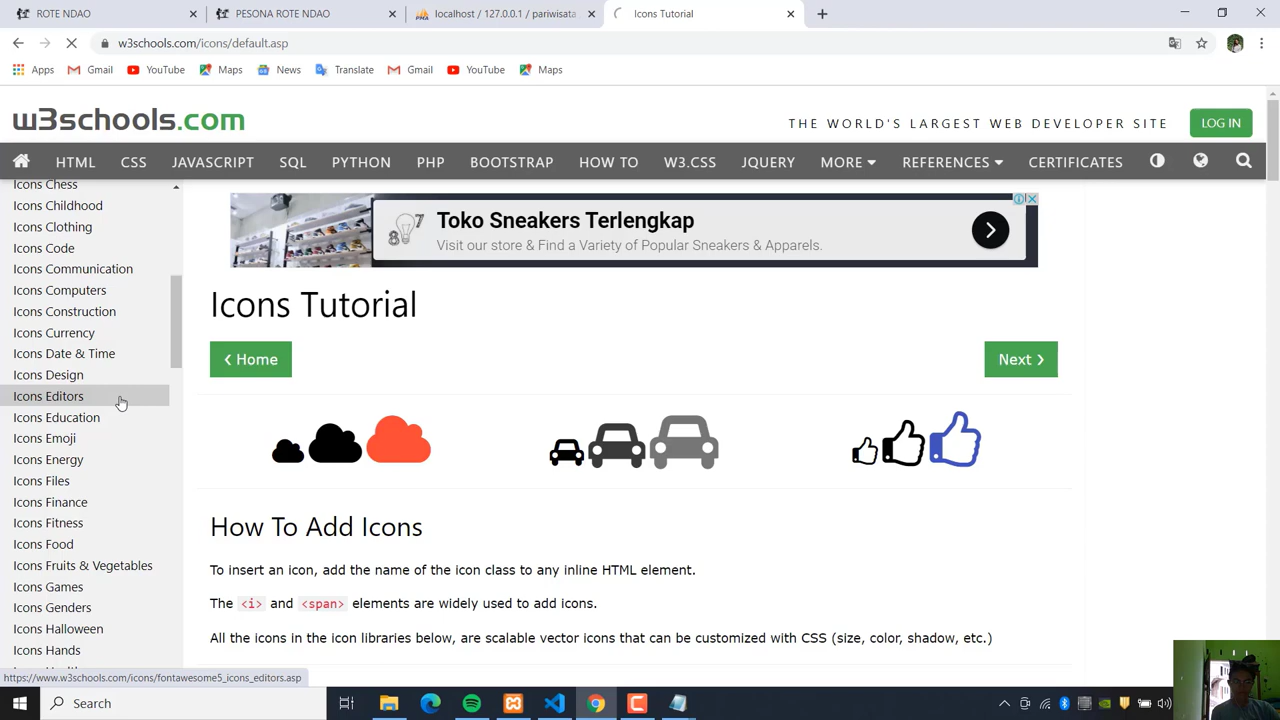 ROTE NDAO
PESONA ROTE NDAO
localhost / 127.0.0.1 / pariwisata
Icons Tutorial
w3schools.com/icons/default.asp
Apps
Gmail
YouTube
Maps
News
Translate
Gmail
YouTube
Maps
w3schools.com
THE WORLD'S LARGEST WEB DEVELOPER SITE
LOG IN
HTML
CSS
JAVASCRIPT
SQL
PYTHON
PHP
BOOTSTRAP
HOW TO
W3.CSS
JQUERY
MORE
REFERENCES
CERTIFICATES
Icons Chess
Icons Childhood
Icons Clothing
Icons Code
Icons Communication
Icons Computers
Icons Construction
Icons Currency
Icons Date & Time
Icons Design
Icons Editors
Icons Education
Icons Emoji
Icons Energy
Icons Files
Icons Finance
Icons Fitness
Icons Food
Icons Fruits & Vegetables
Icons Games
Icons Genders
Icons Halloween
Icons Hands
Toko Sneakers Terlengkap
Visit our store & Find a Variety of Popular Sneakers & Apparels.
Icons Tutorial
❮ Home
Next ❯
How To Add Icons
To insert an icon, add the name of the icon class to any inline HTML element.
The <i> and <span> elements are widely used to add icons.
All the icons in the icon libraries below, are scalable vector icons that can be customized with CSS (size, color, shadow, etc.)
https://www.w3schools.com/icons/fontawesome5_icons_editors.asp
Search